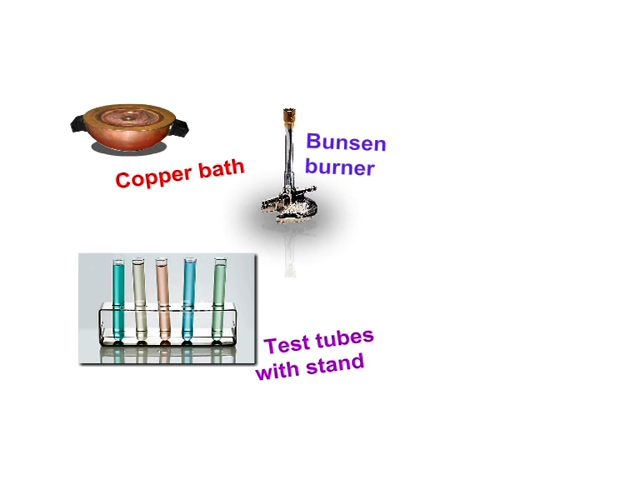 Copper bath
Bunsen
burner
Test tubes
with stand